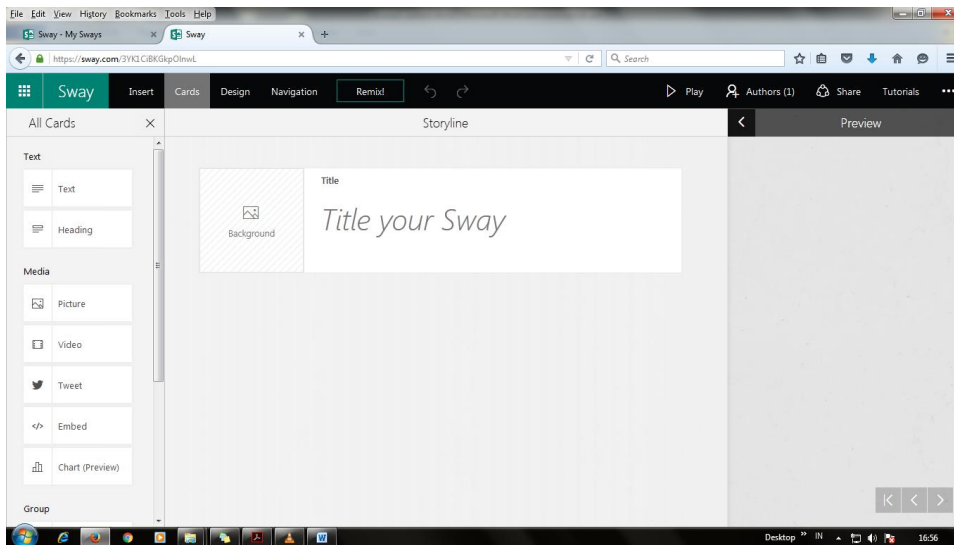 File Edit View History Bookmarks Tools Help
Sway - My Sways × Sway × +
https://sway.com/3YK1CiBKGkpOlnwL Search
Sway Insert Cards Design Navigation Remix! Play Authors (1) Share Tutorials
All Cards Storyline Preview
Text
Text
Heading
Media
Picture
Video
Tweet
Embed
Chart (Preview)
Group
Background
Title
Title your Sway
Desktop » IN 16:56